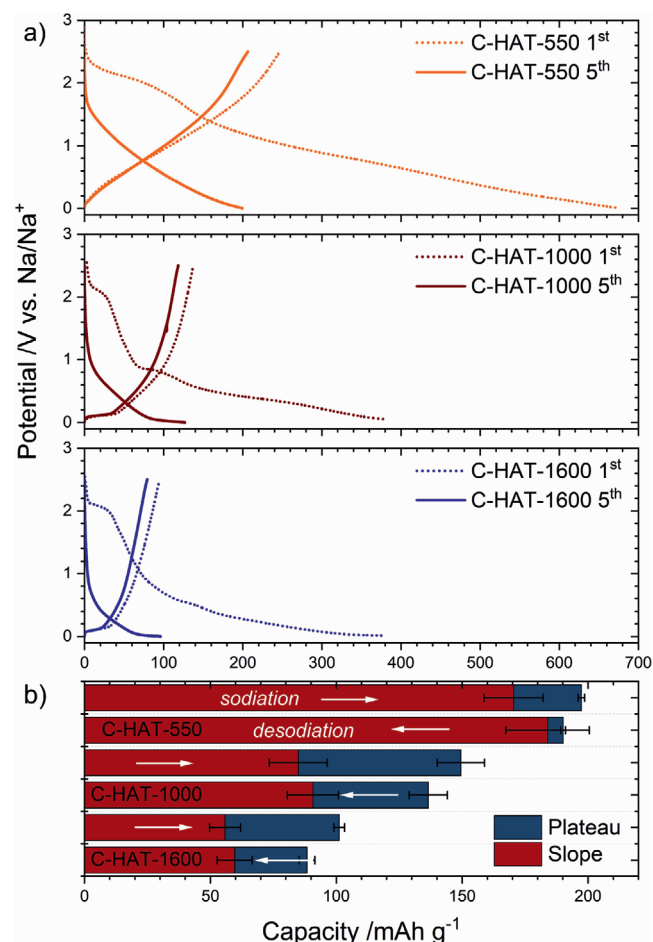 a)
3
2
1
0
C-HAT-550 1st
C-HAT-550 5th
3
2
1
0
C-HAT-1000 1st
C-HAT-1000 5th
3
2
1
0
C-HAT-1600 1st
C-HAT-1600 5th
Potential /V vs. Na/Na+
0 100 200 300 400 500 600 700
b)
sodiation
C-HAT-550 desodiation
C-HAT-1000
C-HAT-1600
Plateau
Slope
0 50 100 150 200
Capacity /mAh g-1